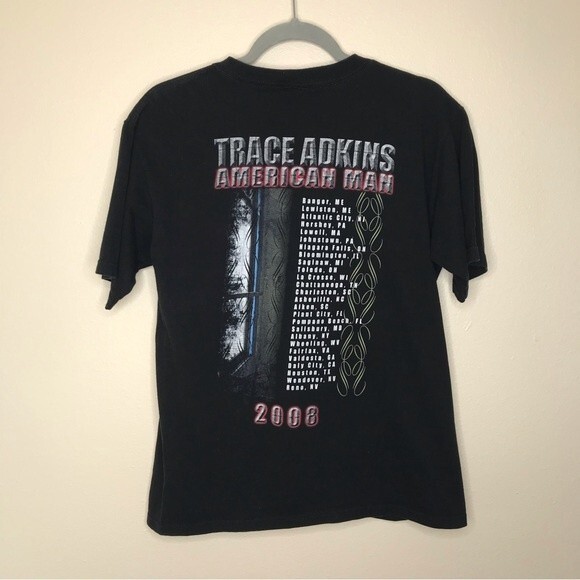 TRACE ADKINS
AMERICAN MAN
Bangor, ME
Lewiston, ME
Atlantic City, NJ
Hershey, PA
Lowell, MA
Johnstown, PA
Niagara Falls, ON
Bloomington, IL
Saginaw, MI
Toledo, OH
La Crosse, WI
Chattanooga, TN
Charleston, SC
Asheville, NC
Aiken, SC
Plant City, FL
Pompano Beach, FL
Salisbury, MD
Albany, NY
Wheeling, WV
Fairfax, VA
Valdosta, GA
Daly City, CA
Houston, TX
Wendover, NV
Reno, NV
2008